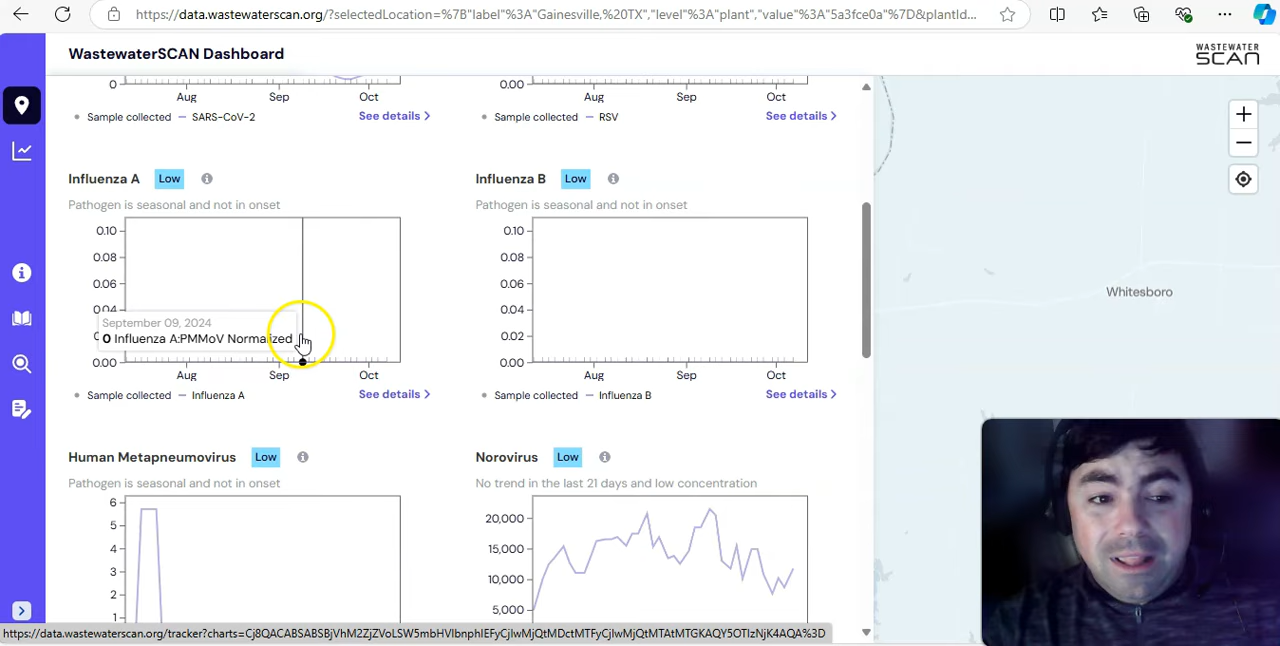 https://data.wastewaterscan.org/?selectedLocation=%7B"label"%3A"Gainesville,%20TX","level"%3A"plant","value"%3A"5a3fce0a"%7D&plantId...
WastewaterSCAN Dashboard
WASTEWATER
SCAN
0
Aug Sep Oct
Sample collected SARS-CoV-2 See details >
0.00
Aug Sep Oct
Sample collected RSV See details >
Influenza A Low
Pathogen is seasonal and not in onset
0.10
0.08
0.06
0.04
September 09, 2024
0 Influenza A:PMMoV Normalized
0.00
Aug Sep Oct
Sample collected Influenza A See details >
Influenza B Low
Pathogen is seasonal and not in onset
0.10
0.08
0.06
0.04
0.02
0.00
Aug Sep Oct
Sample collected Influenza B See details >
Human Metapneumovirus Low
Pathogen is seasonal and not in onset
6
5
4
3
2
1
Norovirus Low
No trend in the last 21 days and low concentration
20,000
15,000
10,000
5,000
Whitesboro